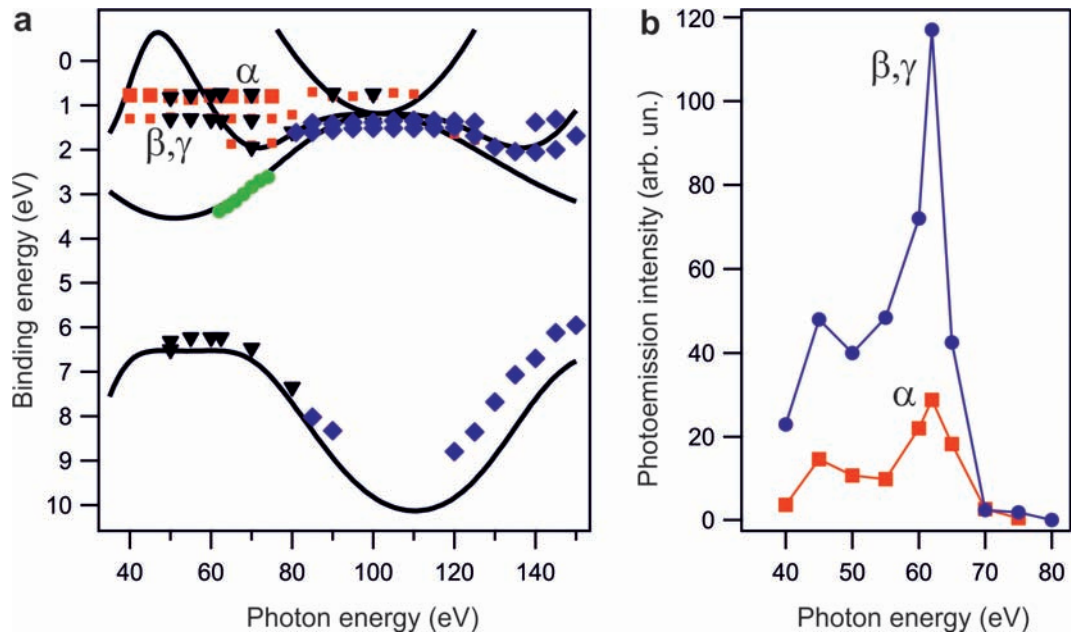 a
Binding energy (eV)
0
1
2
3
4
5
6
7
8
9
10
α
β,γ
40
60
80
100
120
140
Photon energy (eV)
b
Photoemission intensity (arb. un.)
120
100
80
60
40
20
0
β,γ
α
40
50
60
70
80
Photon energy (eV)